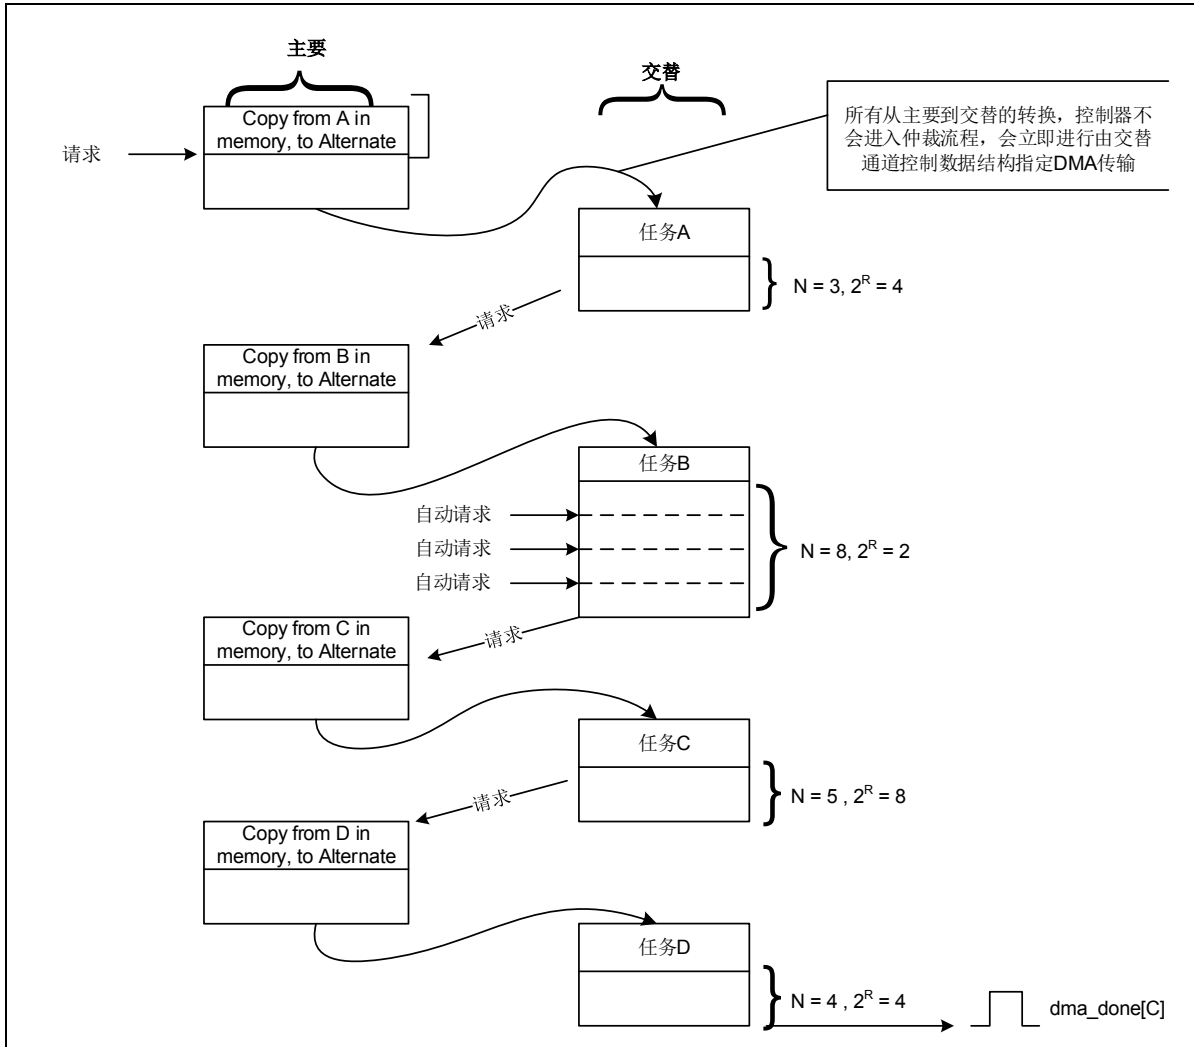 主要
交替
Copy from A in
memory, to Alternate
请求
所有从主要到交替的转换，控制器不
会进入仲裁流程，会立即进行由交替
通道控制数据结构指定DMA传输
任务A
N = 3, 2^R = 4
请求
Copy from B in
memory, to Alternate
任务B
自动请求
自动请求
自动请求
N = 8, 2^R = 2
Copy from C in
memory, to Alternate
请求
任务C
N = 5 , 2^R = 8
请求
Copy from D in
memory, to Alternate
任务D
N = 4 , 2^R = 4
dma_done[C]